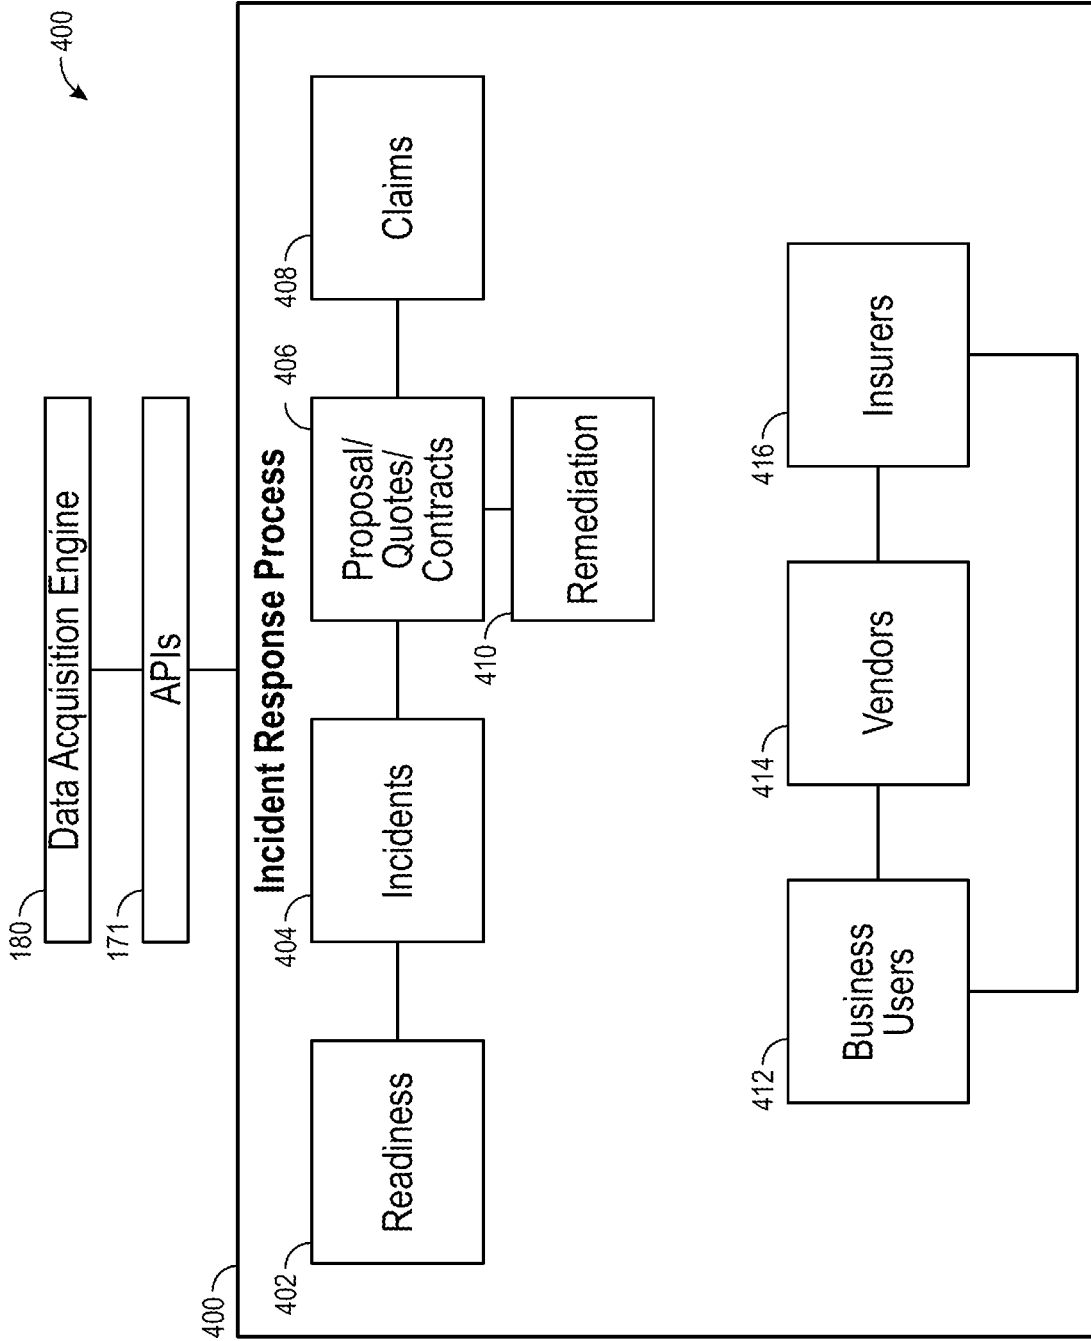 400
180
Data Acquisition Engine
171
APIs
400
Incident Response Process
402
Readiness
404
Incidents
406
Proposal/
Quotes/
Contracts
408
Claims
410
Remediation
412
Business
Users
414
Vendors
416
Insurers